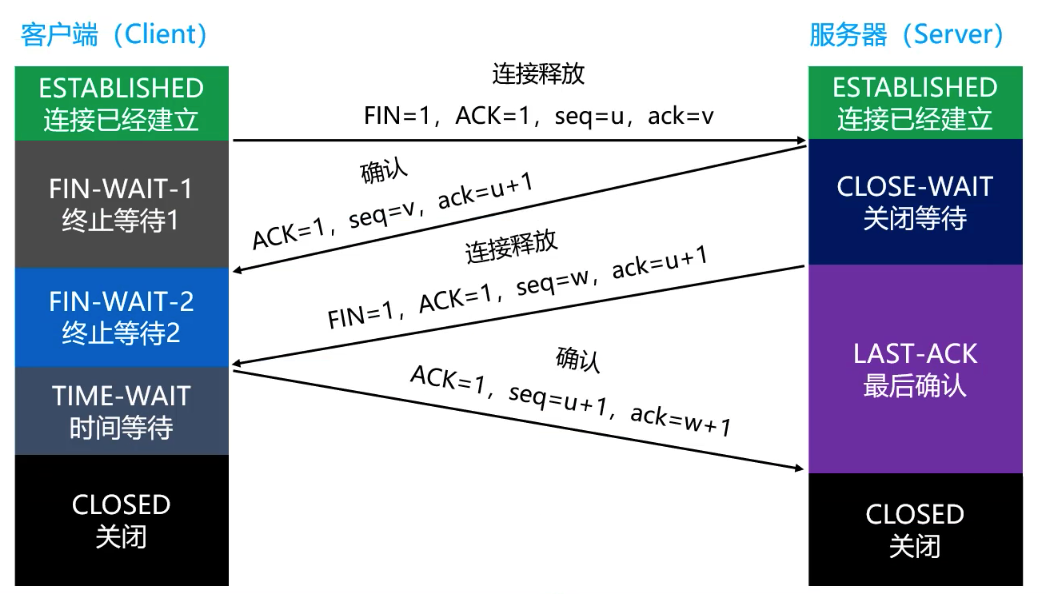 客户端（Client）
服务器（Server）
ESTABLISHED
连接已经建立
连接释放
FIN=1，ACK=1，seq=u，ack=v
ESTABLISHED
连接已经建立
FIN-WAIT-1
终止等待1
确认
ACK=1，seq=v，ack=u+1
CLOSE-WAIT
关闭等待
连接释放
FIN=1，ACK=1，seq=w，ack=u+1
FIN-WAIT-2
终止等待2
确认
ACK=1，seq=u+1，ack=w+1
LAST-ACK
最后确认
TIME-WAIT
时间等待
CLOSED
关闭
CLOSED
关闭